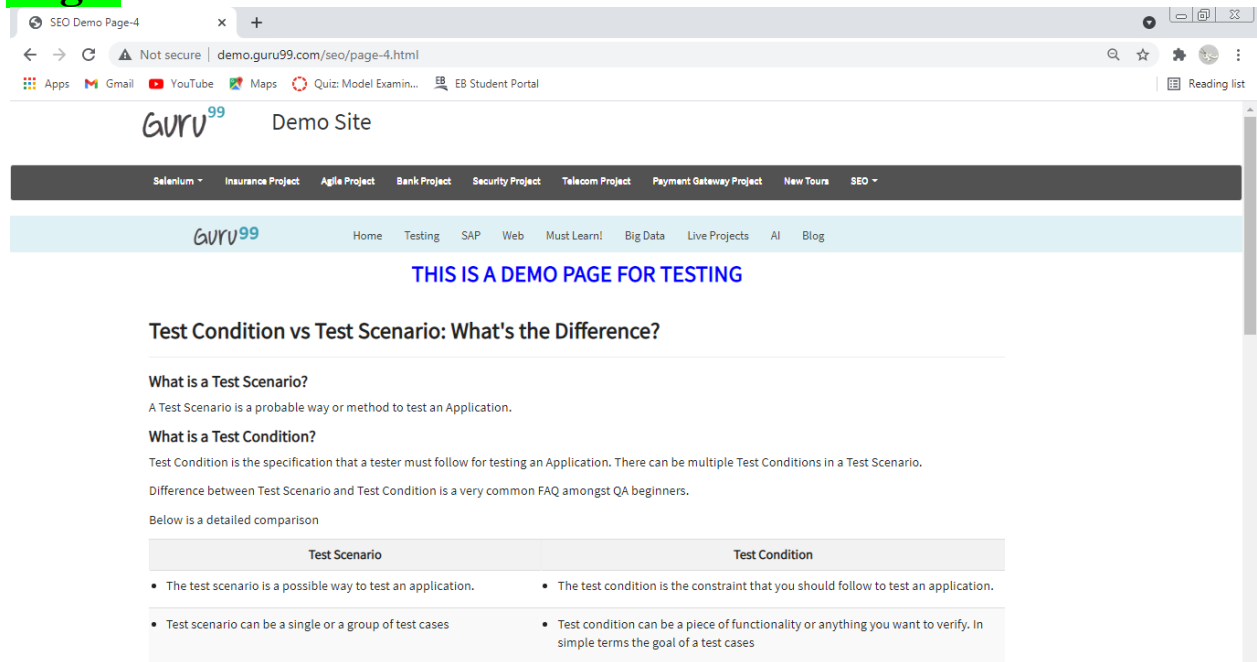 SEO Demo Page-4
Not secure | demo.guru99.com/seo/page-4.html
Apps Gmail YouTube Maps Quiz: Model Examin... EB EB Student Portal Reading list
Guru99 Demo Site
Selenium Insurance Project Agile Project Bank Project Security Project Telecom Project Payment Gateway Project New Tours SEO
Guru99 Home Testing SAP Web Must Learn! Big Data Live Projects AI Blog
THIS IS A DEMO PAGE FOR TESTING
Test Condition vs Test Scenario: What's the Difference?
What is a Test Scenario?
A Test Scenario is a probable way or method to test an Application.
What is a Test Condition?
Test Condition is the specification that a tester must follow for testing an Application. There can be multiple Test Conditions in a Test Scenario.
Difference between Test Scenario and Test Condition is a very common FAQ amongst QA beginners.
Below is a detailed comparison
Test Scenario Test Condition
• The test scenario is a possible way to test an application. • The test condition is the constraint that you should follow to test an application.
• Test scenario can be a single or a group of test cases • Test condition can be a piece of functionality or anything you want to verify. In
simple terms the goal of a test cases